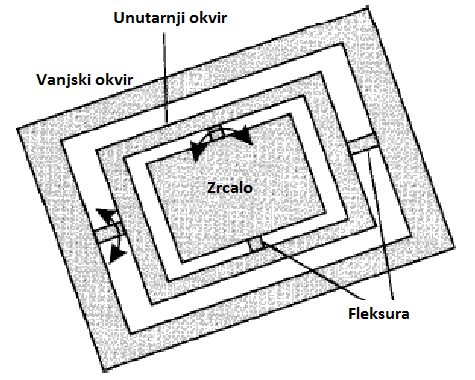 Unutarnji okvir
Vanjski okvir
Zrcalo
Fleksura